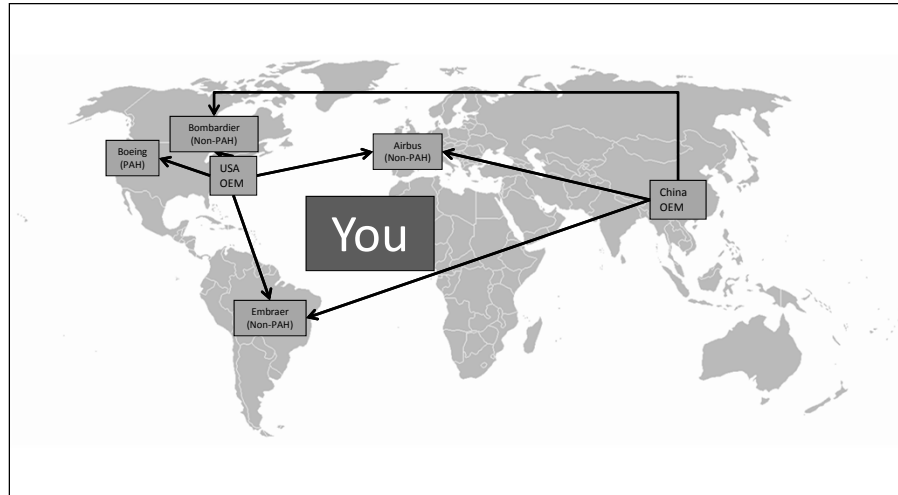 Bombardier
(Non-PAH)
Boeing
(PAH)
USA
OEM
Airbus
(Non-PAH)
China
OEM
You
Embraer
(Non-PAH)